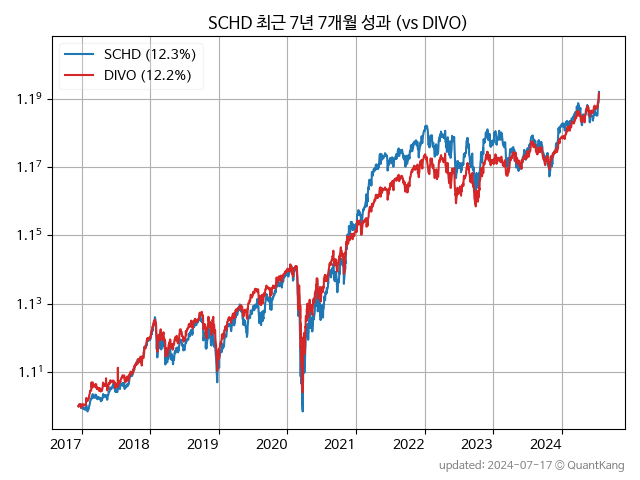 SCHD 최근 7년 7개월 성과 (vs DIVO)
SCHD (12.3%)
DIVO (12.2%)
1.1⁹
1.1⁷
1.1⁵
1.1³
1.1¹
2017 2018 2019 2020 2021 2022 2023 2024
updated: 2024-07-17 © QuantKang